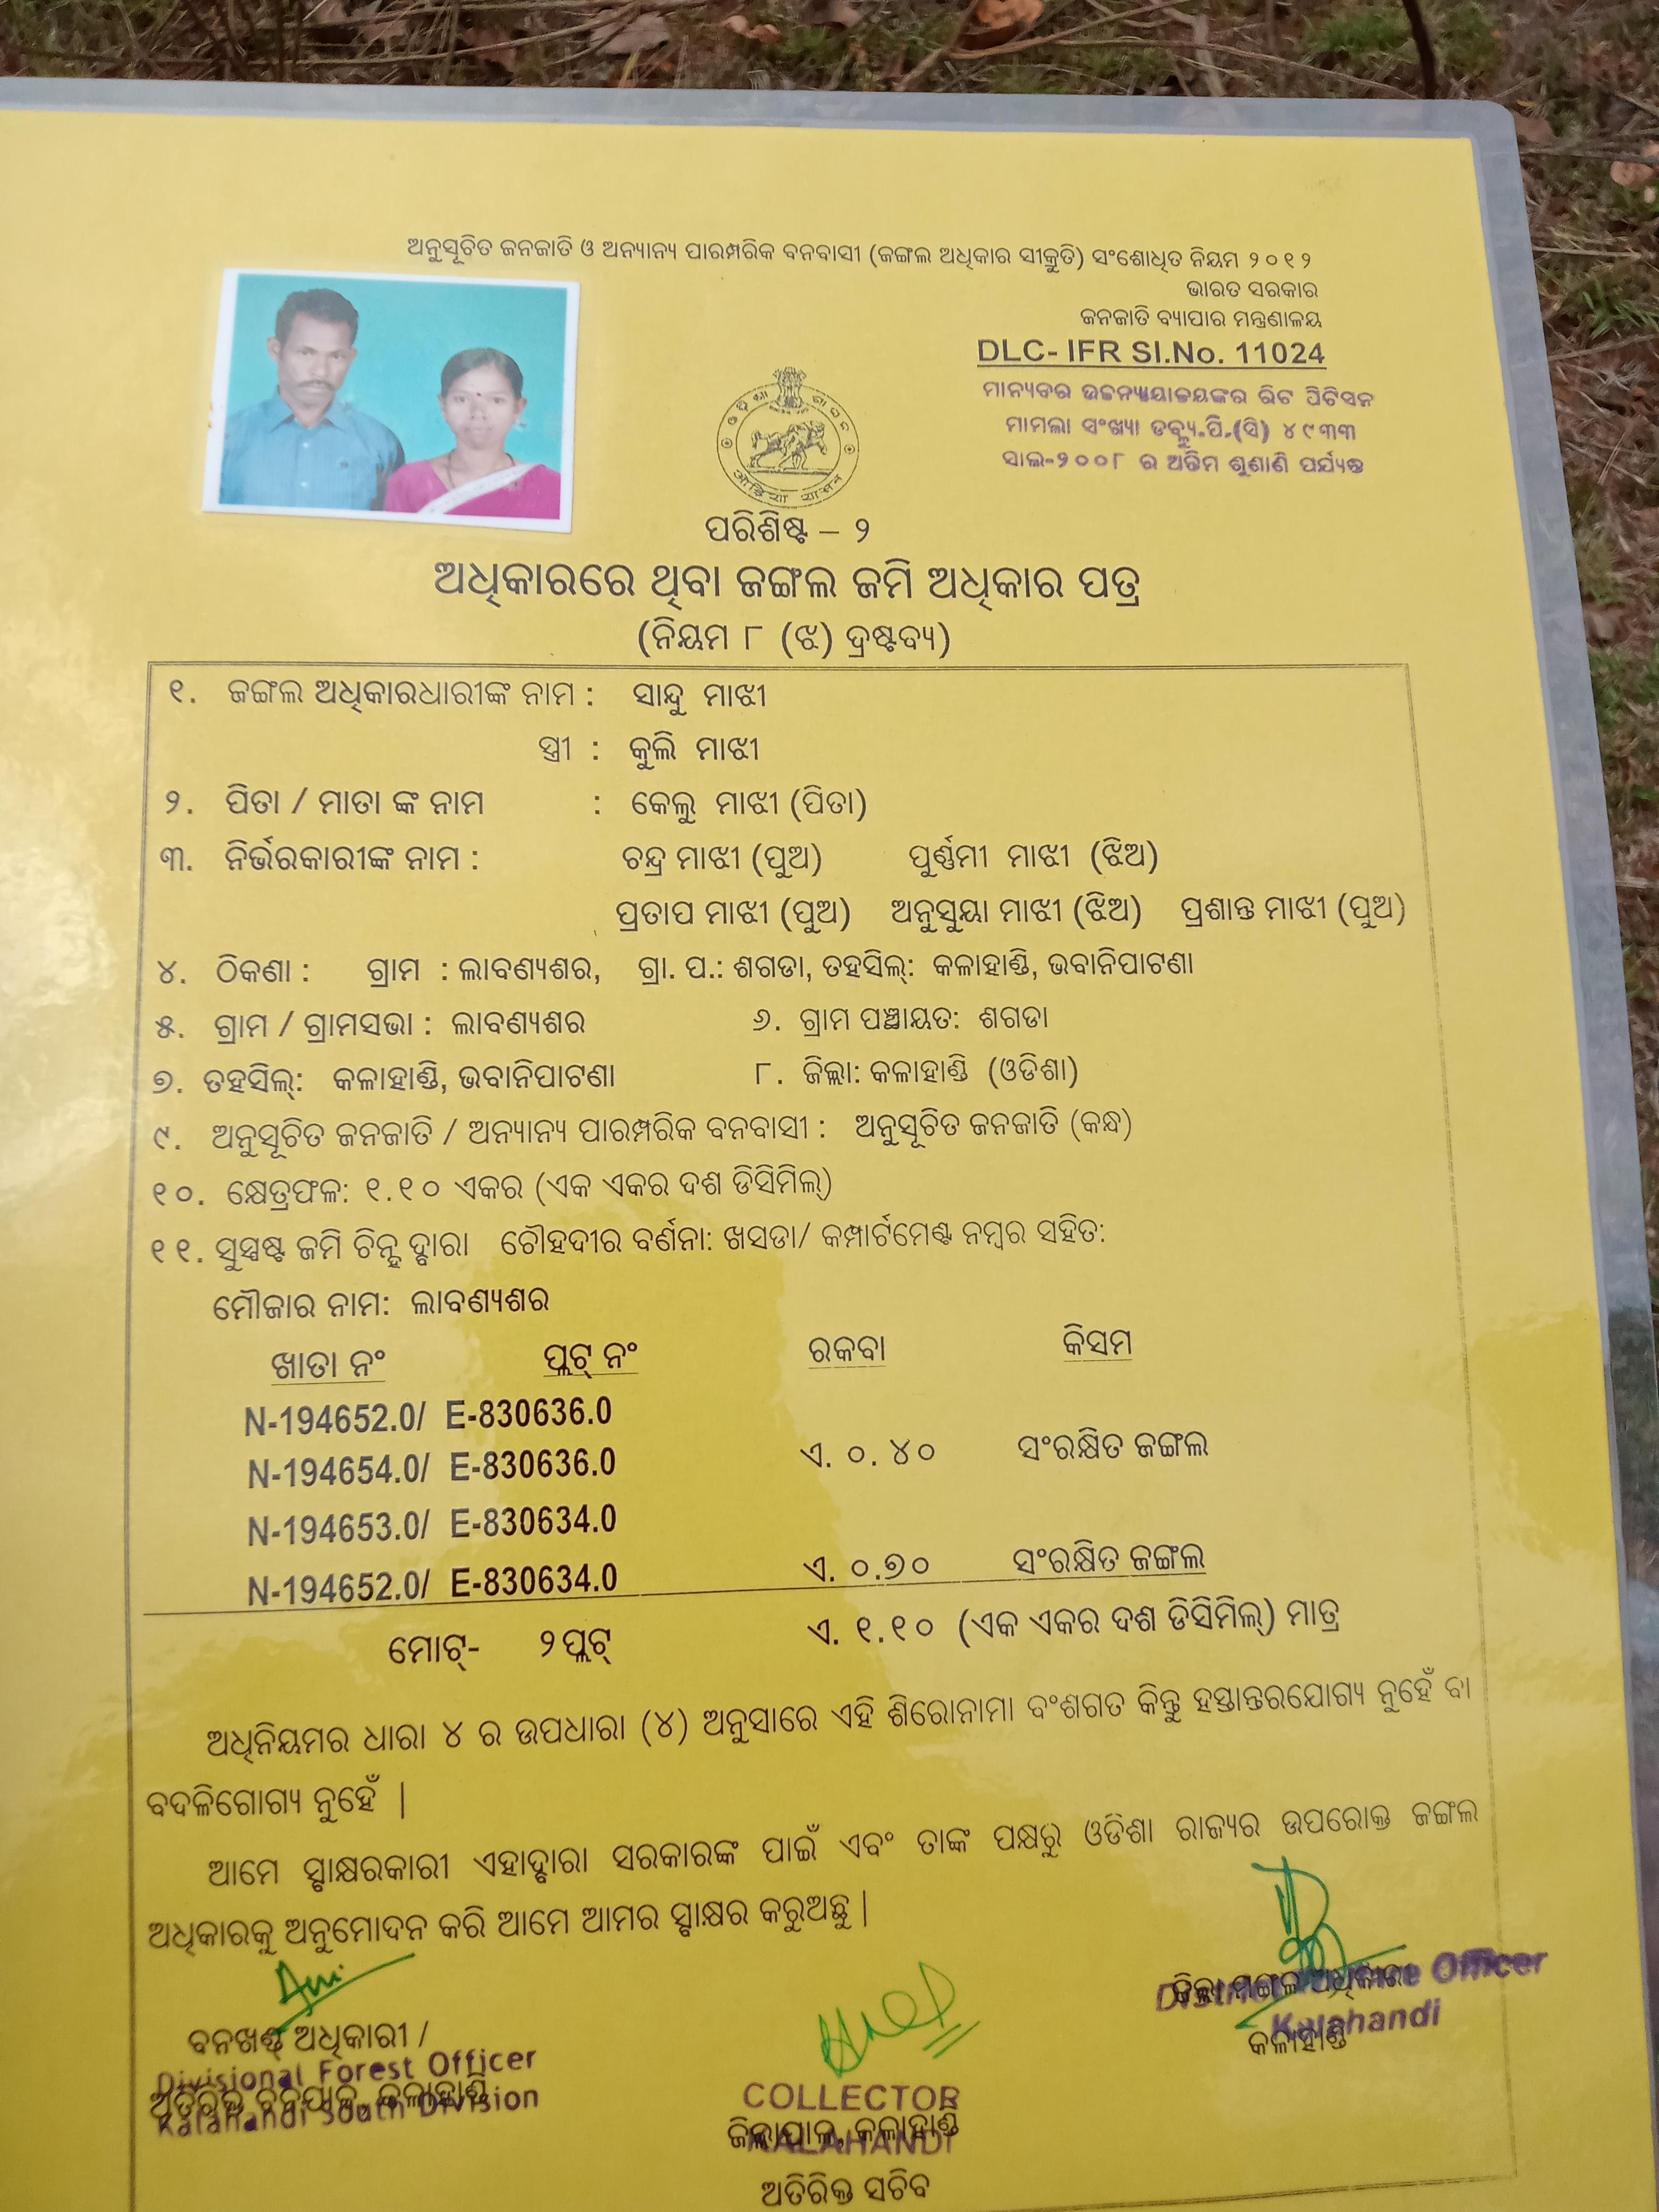 ଅନୁସୂଚିତ ଜନଜାତି ଓ ଅନ୍ୟାନ୍ୟ ପାରମ୍ପରିକ ବନବାସୀ (ଜଙ୍ଗଲ ଅଧିକାର ସୀକୃତି) ସଂଶୋଧିତ ନିୟମ ୨୦୧୨
ଭାରତ ସରକାର
ଜନଜାତି ବ୍ୟାପାର ମନ୍ତ୍ରଣାଳୟ
DLC- IFR SI.No. 11024
ମାନ୍ୟବର ଉଚ୍ଚନ୍ୟାୟାଳୟଙ୍କର ରିଟ ପିଟିସନ
ମାମଲା ସଂଖ୍ୟା ଡବ୍ଲ୍ୟୁ.ପି.(ସି) ୪୯୩୩
ସାଲ-୨୦୦୮ ର ଅନ୍ତିମ ଶୁଣାଣି ପର୍ଯ୍ୟନ୍ତ
ପରିଶିଷ୍ଟ – ୨
ଅଧିକାରରେ ଥିବା ଜଙ୍ଗଲ ଜମି ଅଧିକାର ପତ୍ର
(ନିୟମ ୮ (ଝ) ଦ୍ରଷ୍ଟବ୍ୟ)
୧. ଜଙ୍ଗଲ ଅଧିକାରଧାରୀଙ୍କ ନାମ : ସାନ୍ଦୁ ମାଝୀ
ସ୍ତ୍ରୀ : କୁଲି ମାଝୀ
୨. ପିତା / ମାତା ଙ୍କ ନାମ : କେଲୁ ମାଝୀ (ପିତା)
୩. ନିର୍ଭରକାରୀଙ୍କ ନାମ : ଚନ୍ଦ୍ର ମାଝୀ (ପୁଅ) ପୁର୍ଣ୍ଣମୀ ମାଝୀ (ଝିଅ)
ପ୍ରତାପ ମାଝୀ (ପୁଅ) ଅନୁସୁୟା ମାଝୀ (ଝିଅ) ପ୍ରଶାନ୍ତ ମାଝୀ (ପୁଅ)
୪. ଠିକଣା : ଗ୍ରାମ : ଲାବଣ୍ୟଶର, ଗ୍ରା. ପ.: ଶଗଡା, ତହସିଲ୍: କଳାହାଣ୍ଡି, ଭବାନିପାଟଣା
୫. ଗ୍ରାମ / ଗ୍ରାମସଭା : ଲାବଣ୍ୟଶର ୬. ଗ୍ରାମ ପଞ୍ଚାୟତ: ଶଗଡା
୭. ତହସିଲ୍: କଳାହାଣ୍ଡି, ଭବାନିପାଟଣା ୮. ଜିଲ୍ଲା: କଳାହାଣ୍ଡି (ଓଡିଶା)
୯. ଅନୁସୂଚିତ ଜନଜାତି / ଅନ୍ୟାନ୍ୟ ପାରମ୍ପରିକ ବନବାସୀ : ଅନୁସୂଚିତ ଜନଜାତି (କନ୍ଧ)
୧୦. କ୍ଷେତ୍ରଫଳ: ୧.୧୦ ଏକର (ଏକ ଏକର ଦଶ ଡିସିମିଲ୍)
୧୧. ସୁସ୍ପଷ୍ଟ ଜମି ଚିହ୍ନ ଦ୍ବାରା ଚୌହଦୀର ବର୍ଣନା: ଖସଡା/ କମ୍ପାର୍ଟମେଣ୍ଟ ନମ୍ବର ସହିତ:
ମୌଜାର ନାମ: ଲାବଣ୍ୟଶର
ଖାତା ନଂ ପ୍ଲଟ୍ ନଂ ରକବା କିସମ
N-194652.0/ E-830636.0
N-194654.0/ E-830636.0 ଏ. ୦. ୪୦ ସଂରକ୍ଷିତ ଜଙ୍ଗଲ
N-194653.0/ E-830634.0
N-194652.0/ E-830634.0 ଏ. ୦.୭୦ ସଂରକ୍ଷିତ ଜଙ୍ଗଲ
ମୋଟ୍- ୨ପ୍ଲଟ୍ ଏ. ୧.୧୦ (ଏକ ଏକର ଦଶ ଡିସିମିଲ୍) ମାତ୍ର
ଅଧିନିୟମର ଧାରା ୪ ର ଉପଧାରା (୪) ଅନୁସାରେ ଏହି ଶିରୋନାମା ବଂଶଗତ କିନ୍ତୁ ହସ୍ତାନ୍ତରଯୋଗ୍ୟ ନୁହେଁ ବା
ବଦଳିଗୋଗ୍ୟ ନୁହେଁ |
ଆମେ ସ୍ବାକ୍ଷରକାରୀ ଏହାଦ୍ବାରା ସରକାରଙ୍କ ପାଇଁ ଏବଂ ତାଙ୍କ ପକ୍ଷରୁ ଓଡିଶା ରାଜ୍ୟର ଉପରୋକ୍ତ ଜଙ୍ଗଲ
ଅଧିକାରକୁ ଅନୁମୋଦନ କରି ଆମେ ଆମର ସ୍ବାକ୍ଷର କରୁଅଛୁ |
ଜିଲ୍ଲା ମଙ୍ଗଳ ଅଧିକାରୀ
District Welfare Officer
Kalahandi
କଳାହାଣ୍ଡି
ବନଖଣ୍ଡ ଅଧିକାରୀ /
Divisional Forest Officer
ଅତିରିକ୍ତ ବନପାଳ, କଳାହାଣ୍ଡି
Kalahandi South Division
COLLECTOR
ଜିଲ୍ଲାପାଳ, କଳାହାଣ୍ଡି
KALAHANDI
ଅତିରିକ୍ତ ସଚିବ